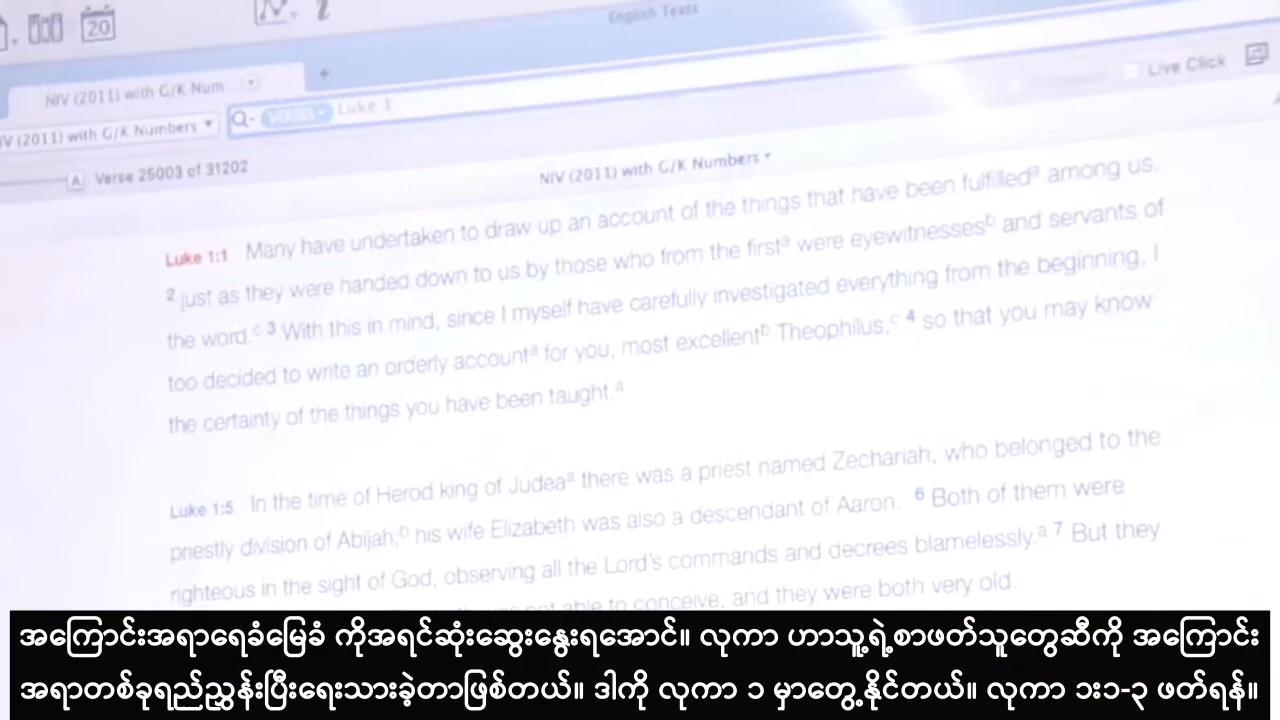 20
English Texts
NIV (2011) with G/K Num
Live Click
NIV (2011) with G/K Numbers
VERSES Luke 1
Verse 25003 of 31202
NIV (2011) with G/K Numbers
Luke 1:1 Many have undertaken to draw up an account of the things that have been fulfilledᵃ among us,
² just as they were handed down to us by those who from the firstᵃ were eyewitnessesᵇ and servants of
the word.ᶜ ³ With this in mind, since I myself have carefully investigated everything from the beginning, I
too decided to write an orderly accountᵃ for you, most excellentᵇ Theophilus,ᶜ ⁴ so that you may know
the certainty of the things you have been taught.ᵃ
Luke 1:5 In the time of Herod king of Judeaᵃ there was a priest named Zechariah, who belonged to the
priestly division of Abijah;ᵇ his wife Elizabeth was also a descendant of Aaron. ⁶ Both of them were
righteous in the sight of God, observing all the Lord's commands and decrees blamelessly.ᵃ ⁷ But they
not able to conceive, and they were both very old.
အကြောင်းအရာရေခံမြေခံ ကိုအရင်ဆုံးဆွေးနွေးရအောင်။ လုကာ ဟာသူ့ရဲ့စာဖတ်သူတွေဆီကို အကြောင်း
အရာတစ်ခုရည်ညွှန်းပြီးရေးသားခဲ့တာဖြစ်တယ်။ ဒါကို လုကာ ၁ မှာတွေ့နိုင်တယ်။ လုကာ ၁း၁-၃ ဖတ်ရန်။